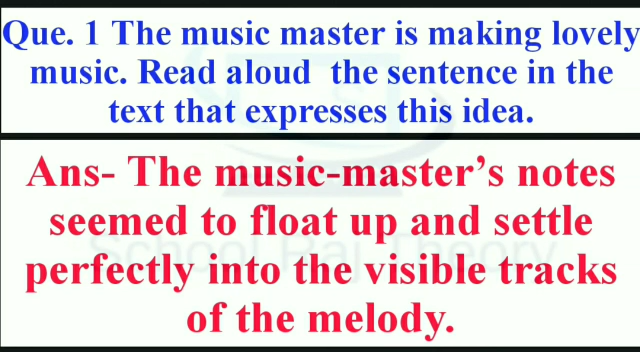 Que. 1 The music master is making lovely
music. Read aloud the sentence in the
text that expresses this idea.
Ans- The music-master's notes
seemed to float up and settle
perfectly into the visible tracks
of the melody.